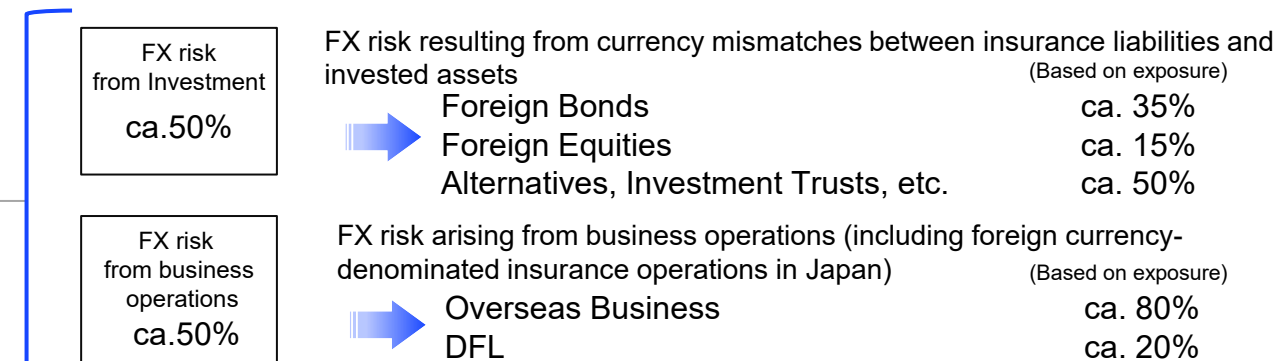 FX risk
from Investment
ca.50%
FX risk resulting from currency mismatches between insurance liabilities and
invested assets
(Based on exposure)
Foreign Bonds ca. 35%
Foreign Equities ca. 15%
Alternatives, Investment Trusts, etc. ca. 50%
FX risk
from business
operations
ca.50%
FX risk arising from business operations (including foreign currency-
denominated insurance operations in Japan)
(Based on exposure)
Overseas Business ca. 80%
DFL ca. 20%